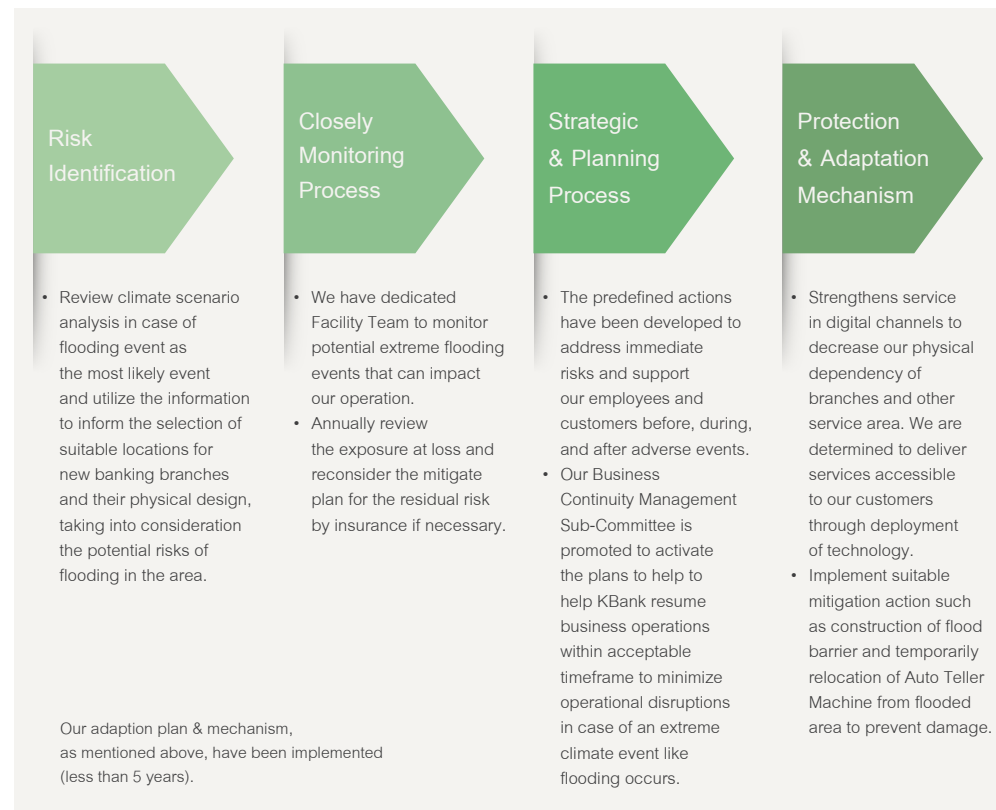 Risk
Identification
Closely
Monitoring
Process
Strategic
& Planning
Process
Protection
& Adaptation
Mechanism
• Review climate scenario
analysis in case of
flooding event as
the most likely event
and utilize the information
to inform the selection of
suitable locations for
new banking branches
and their physical design,
taking into consideration
the potential risks of
flooding in the area.
• We have dedicated
Facility Team to monitor
potential extreme flooding
events that can impact
our operation.
• Annually review
the exposure at loss and
reconsider the mitigate
plan for the residual risk
by insurance if necessary.
• The predefined actions
have been developed to
address immediate
risks and support
our employees and
customers before, during,
and after adverse events.
• Our Business
Continuity Management
Sub-Committee is
promoted to activate
the plans to help to
help KBank resume
business operations
within acceptable
timeframe to minimize
operational disruptions
in case of an extreme
climate event like
flooding occurs.
• Strengthens service
in digital channels to
decrease our physical
dependency of
branches and other
service area. We are
determined to deliver
services accessible
to our customers
through deployment
of technology.
• Implement suitable
mitigation action such
as construction of flood
barrier and temporarily
relocation of Auto Teller
Machine from flooded
area to prevent damage.
Our adaption plan & mechanism,
as mentioned above, have been implemented
(less than 5 years).